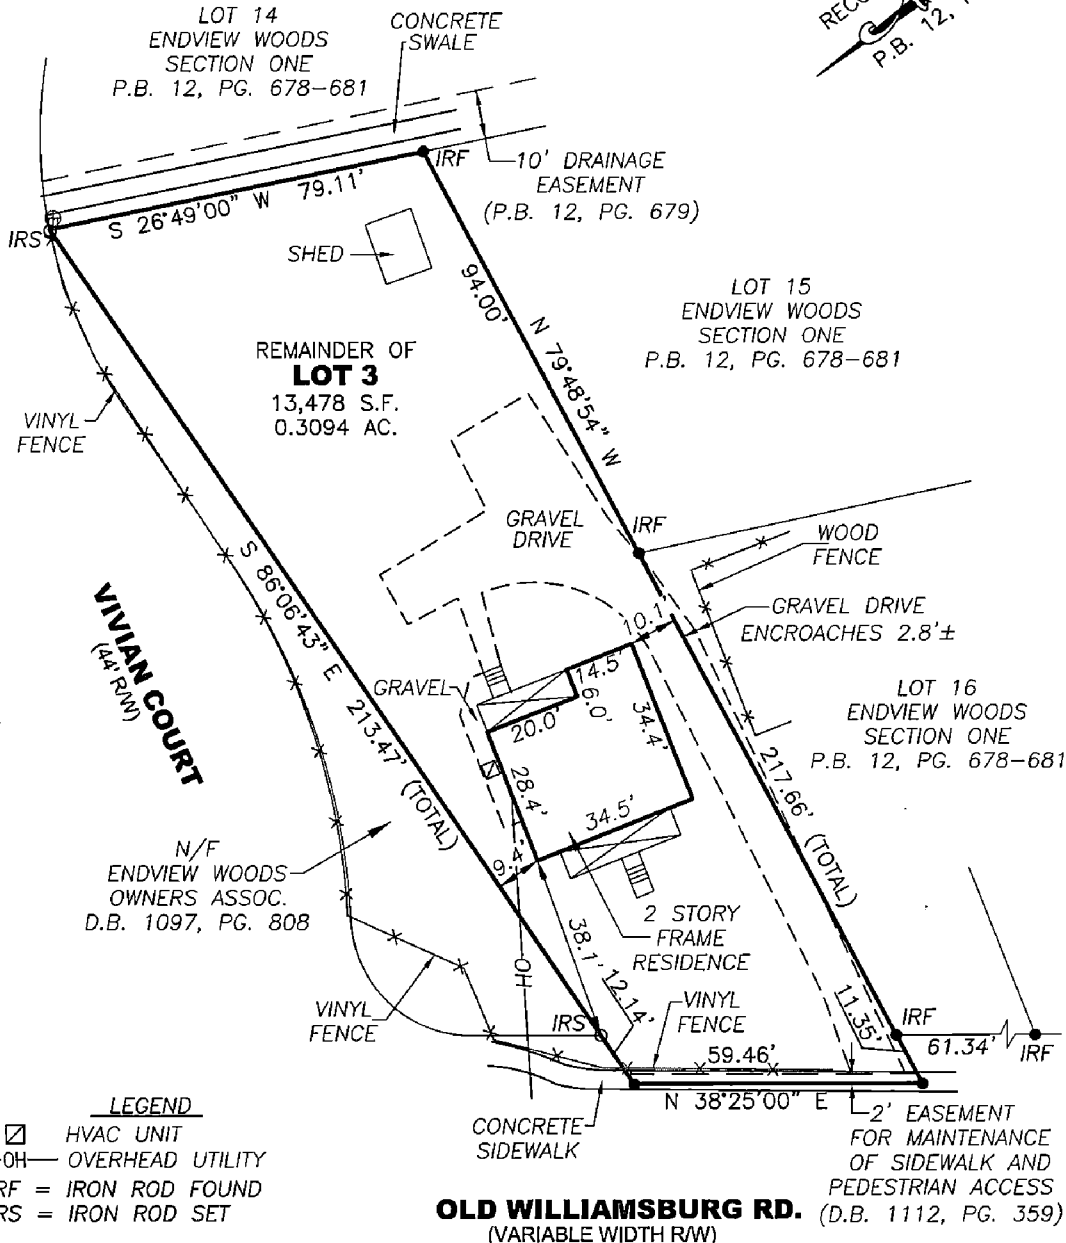 LOT 14
ENDVIEW WOODS
SECTION ONE
P.B. 12, PG. 678-681
CONCRETE
SWALE
P.B. 12,
IRF
10' DRAINAGE
EASEMENT
(P.B. 12, PG. 679)
S 26°49'00" W 79.11'
IRS
SHED
94.00'
N 79°48'54" W
LOT 15
ENDVIEW WOODS
SECTION ONE
P.B. 12, PG. 678-681
REMAINDER OF
LOT 3
13,478 S.F.
0.3094 AC.
VINYL
FENCE
GRAVEL
DRIVE
IRF
WOOD
FENCE
S 86°06'43" E 213.47' (TOTAL)
VIVIAN COURT
(44' R/W)
10.1'
GRAVEL DRIVE
ENCROACHES 2.8'±
GRAVEL
14.5'
6.0'
20.0'
34.4'
28.4'
34.5'
LOT 16
ENDVIEW WOODS
SECTION ONE
P.B. 12, PG. 678-681
217.66' (TOTAL)
N/F
ENDVIEW WOODS
OWNERS ASSOC.
D.B. 1097, PG. 808
9.4'
2 STORY
FRAME
RESIDENCE
38.1'
OH
12.14'
VINYL
FENCE
IRS
VINYL
FENCE
11.35'
IRF
61.34'
IRF
59.46'
N 38°25'00" E
CONCRETE
SIDEWALK
2' EASEMENT
FOR MAINTENANCE
OF SIDEWALK AND
PEDESTRIAN ACCESS
(D.B. 1112, PG. 359)
LEGEND
HVAC UNIT
OH OVERHEAD UTILITY
RF = IRON ROD FOUND
RS = IRON ROD SET
OLD WILLIAMSBURG RD.
(VARIABLE WIDTH R/W)